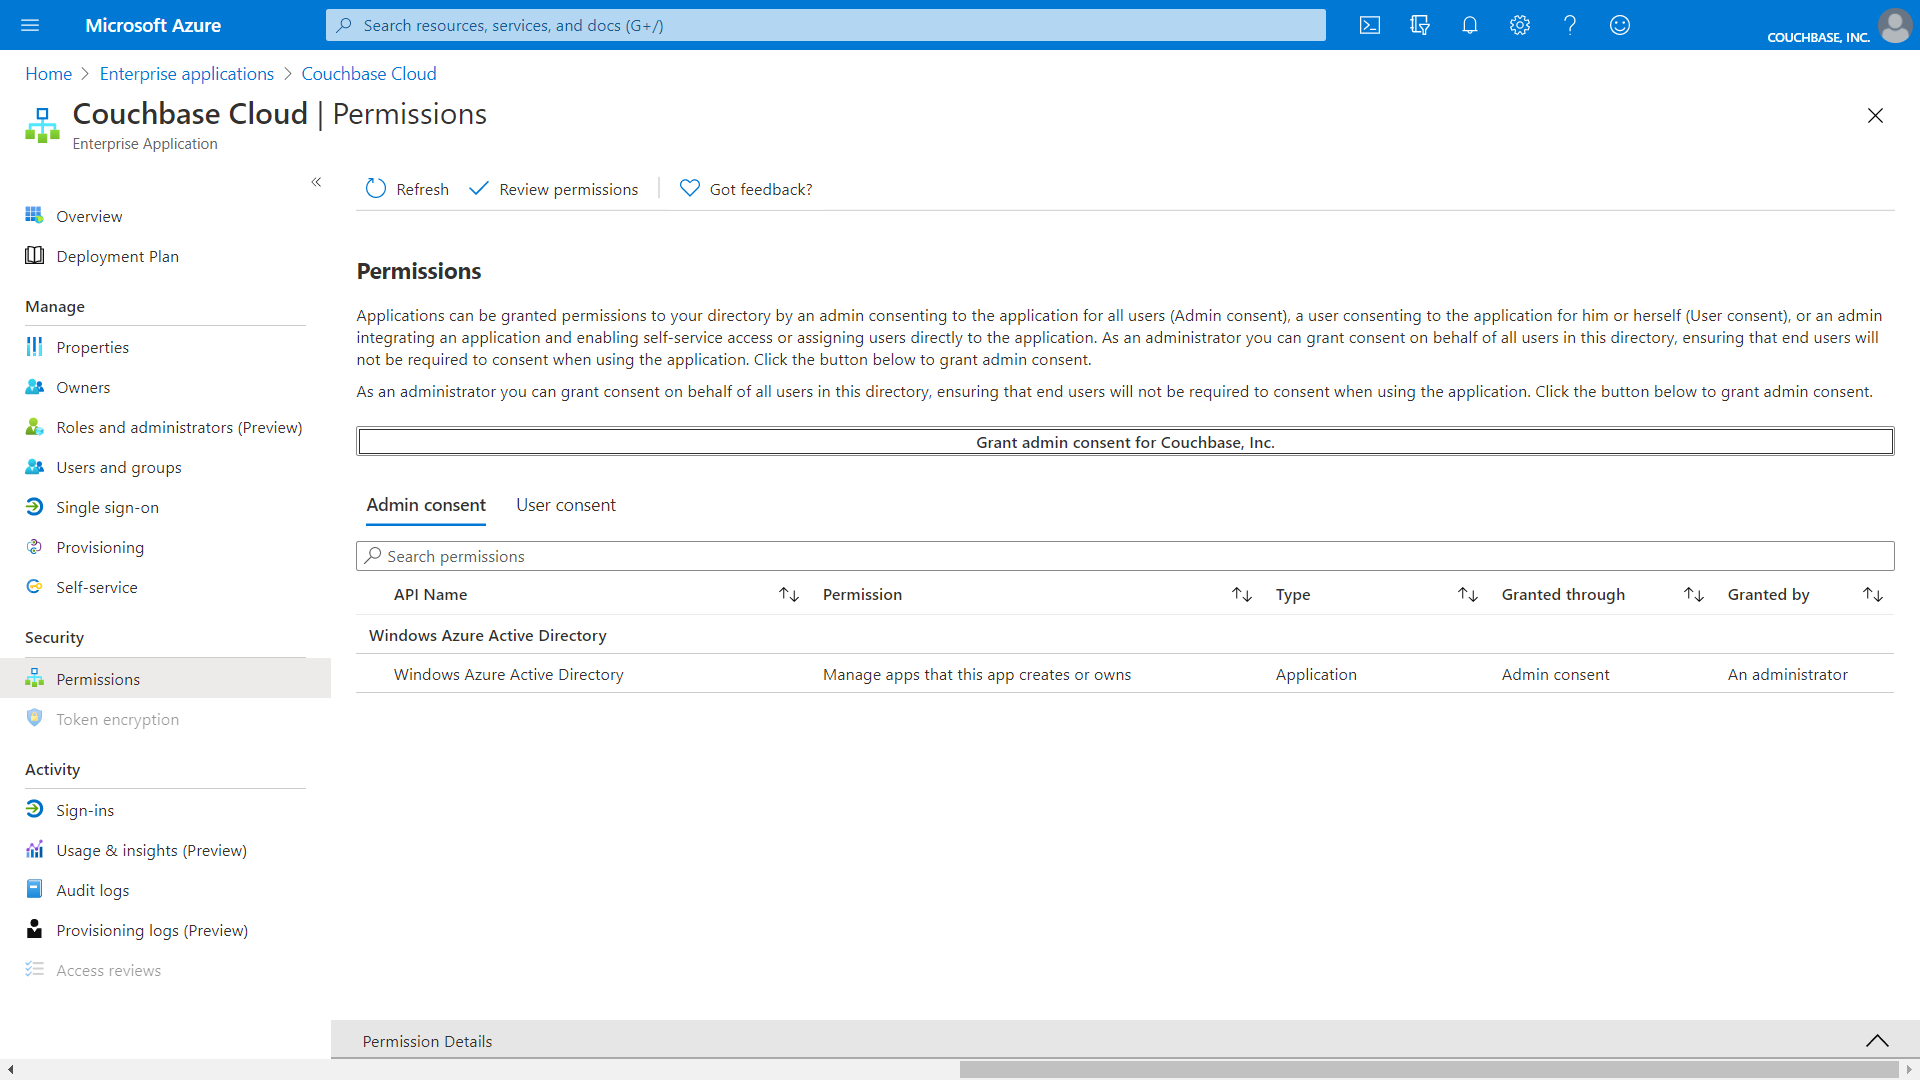 Microsoft Azure
Search resources, services, and docs (G+/)
COUCHBASE, INC.
Home > Enterprise applications > Couchbase Cloud
Couchbase Cloud | Permissions
Enterprise Application
«
Refresh
Review permissions
Got feedback?
Overview
Deployment Plan
Manage
Properties
Owners
Roles and administrators (Preview)
Users and groups
Single sign-on
Provisioning
Self-service
Security
Permissions
Token encryption
Activity
Sign-ins
Usage & insights (Preview)
Audit logs
Provisioning logs (Preview)
Access reviews
Permissions
Applications can be granted permissions to your directory by an admin consenting to the application for all users (Admin consent), a user consenting to the application for him or herself (User consent), or an admin
integrating an application and enabling self-service access or assigning users directly to the application. As an administrator you can grant consent on behalf of all users in this directory, ensuring that end users will
not be required to consent when using the application. Click the button below to grant admin consent.
As an administrator you can grant consent on behalf of all users in this directory, ensuring that end users will not be required to consent when using the application. Click the button below to grant admin consent.
Grant admin consent for Couchbase, Inc.
Admin consent
User consent
Search permissions
API Name Permission Type Granted through Granted by
Windows Azure Active Directory
Windows Azure Active Directory Manage apps that this app creates or owns Application Admin consent An administrator
Permission Details